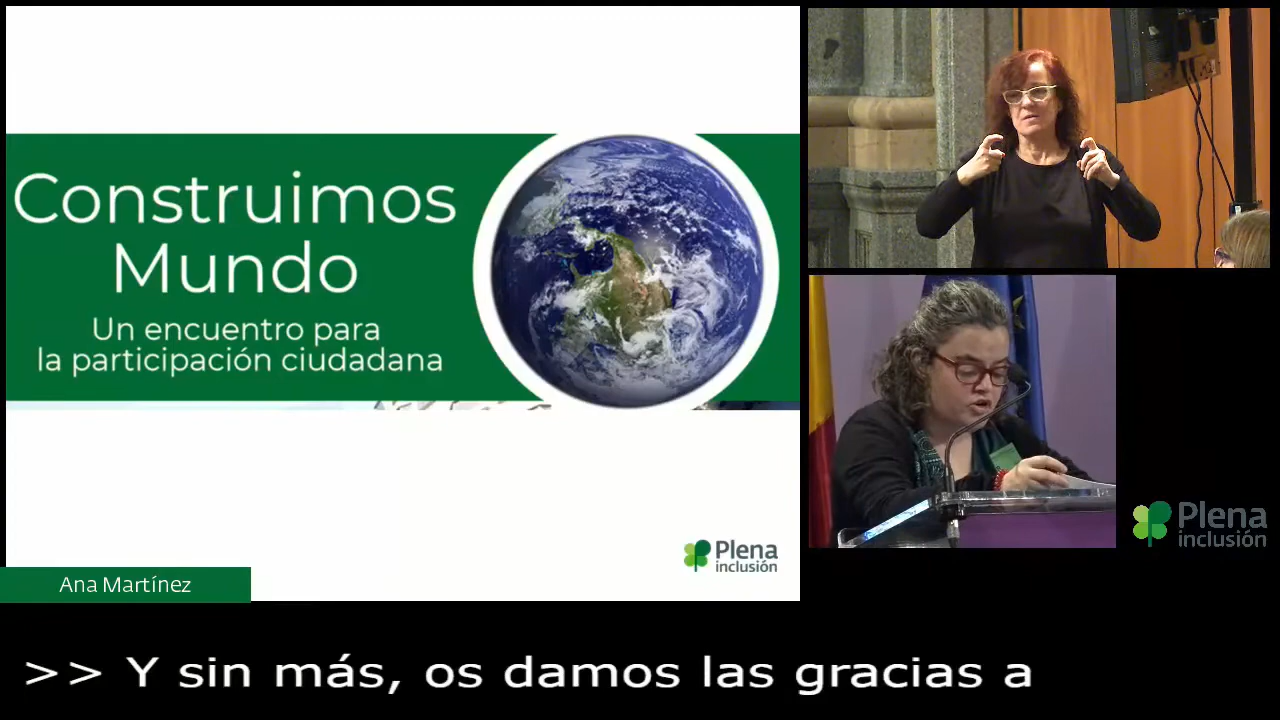 Construimos
Mundo
Un encuentro para
la participación ciudadana
Plena
inclusión
Ana Martínez
Plena
inclusión
>> Y sin más, os damos las gracias a